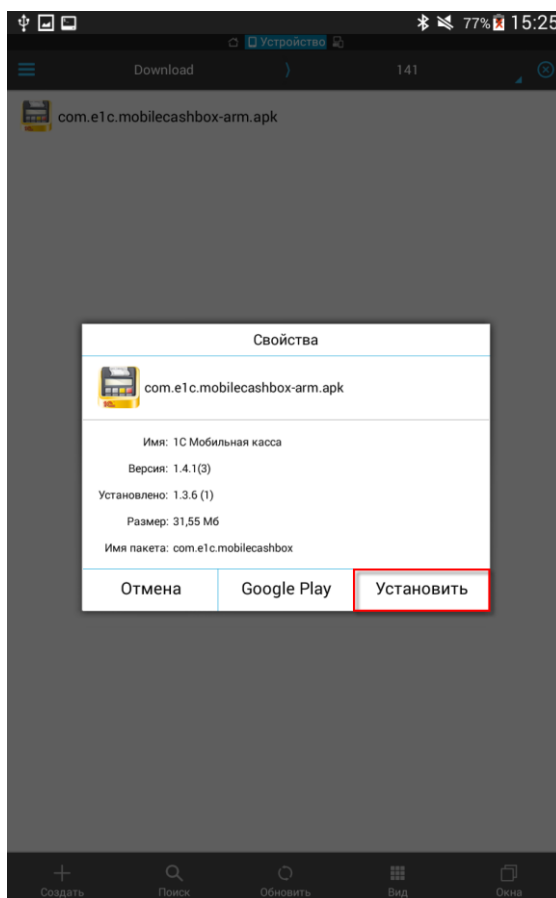 77% 15:25
Устройство
Download ⟩ 141
com.e1c.mobilecashbox-arm.apk
Свойства
com.e1c.mobilecashbox-arm.apk
Имя: 1С Мобильная касса
Версия: 1.4.1(3)
Установлено: 1.3.6 (1)
Размер: 31,55 Мб
Имя пакета: com.e1c.mobilecashbox
Отмена Google Play Установить
Создать Поиск Обновить Вид Окна